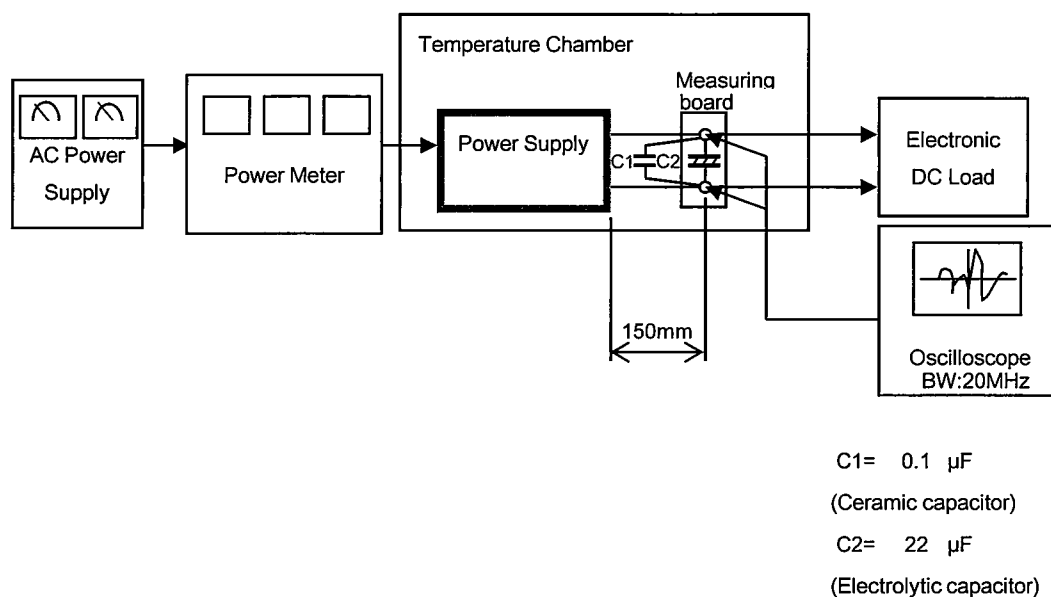 Temperature Chamber
Measuring
board
AC Power
Supply
Power Meter
Power Supply
C1
C2
Electronic
DC Load
150mm
Oscilloscope
BW:20MHz
C1= 0.1 µF
(Ceramic capacitor)
C2= 22 µF
(Electrolytic capacitor)